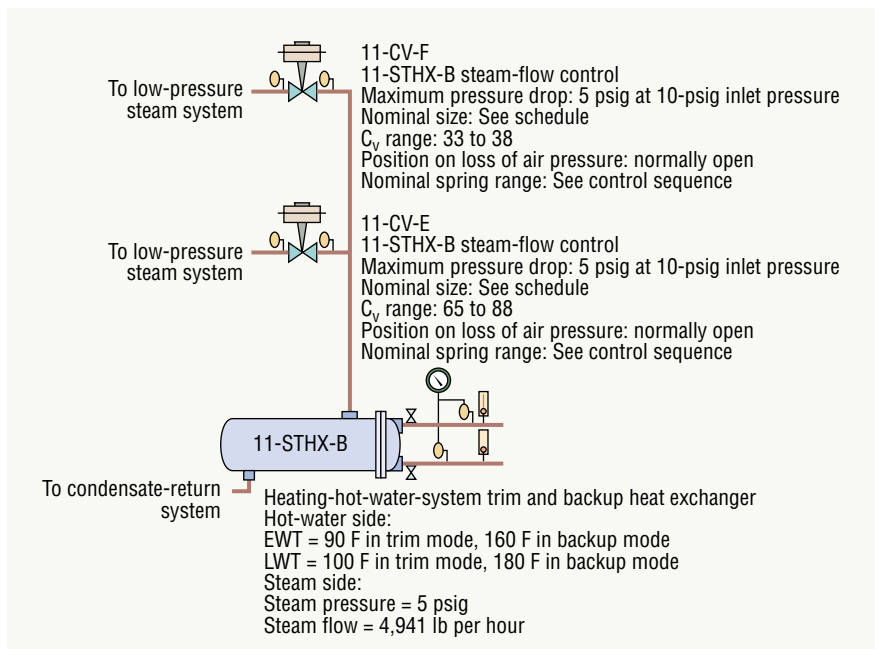 11-CV-F
11-STHX-B steam-flow control
Maximum pressure drop: 5 psig at 10-psig inlet pressure
Nominal size: See schedule
Cv range: 33 to 38
Position on loss of air pressure: normally open
Nominal spring range: See control sequence
To low-pressure
steam system
11-CV-E
11-STHX-B steam-flow control
Maximum pressure drop: 5 psig at 10-psig inlet pressure
Nominal size: See schedule
Cv range: 65 to 88
Position on loss of air pressure: normally open
Nominal spring range: See control sequence
To low-pressure
steam system
11-STHX-B
To condensate-return
system
Heating-hot-water-system trim and backup heat exchanger
Hot-water side:
EWT = 90 F in trim mode, 160 F in backup mode
LWT = 100 F in trim mode, 180 F in backup mode
Steam side:
Steam pressure = 5 psig
Steam flow = 4,941 lb per hour